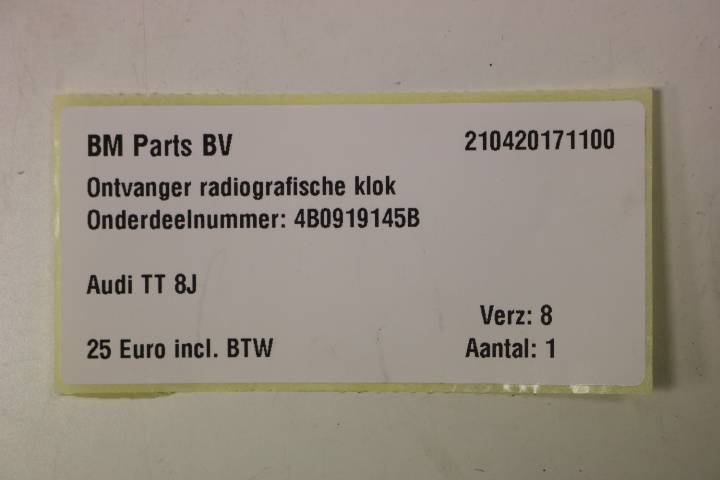 BM Parts BV 210420171100
Ontvanger radiografische klok
Onderdeelnummer: 4B0919145B
Audi TT 8J
Verz: 8
25 Euro incl. BTW Aantal: 1